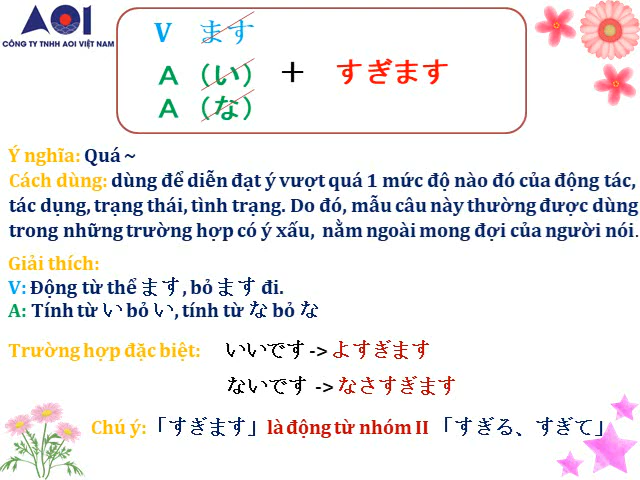 AOI
CÔNG TY TNHH AOI VIỆT NAM
V ます
A （い） ＋ すぎます
A （な）
Ý nghĩa: Quá ~
Cách dùng: dùng để diễn đạt ý vượt quá 1 mức độ nào đó của động tác,
tác dụng, trạng thái, tình trạng. Do đó, mẫu câu này thường được dùng
trong những trường hợp có ý xấu, nằm ngoài mong đợi của người nói.
Giải thích:
V: Động từ thể ます, bỏ ます đi.
A: Tính từ い bỏ い, tính từ な bỏ な
Trường hợp đặc biệt: いいです -> よすぎます
ないです -> なさすぎます
Chú ý: 「すぎます」 là động từ nhóm II 「すぎる、すぎて」